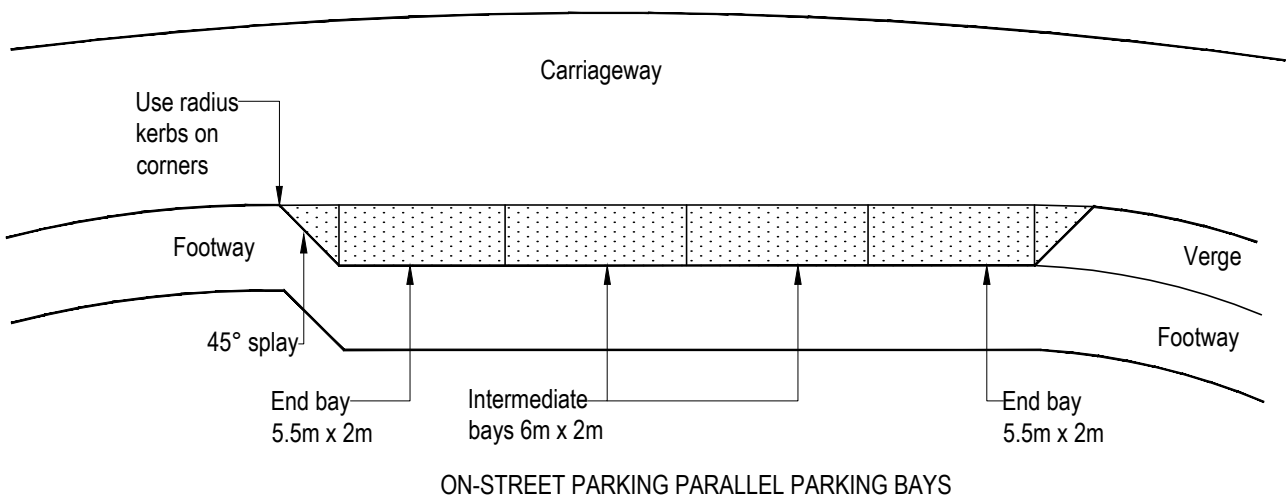 Carriageway
Use radius
kerbs on
corners
Footway
Verge
45° splay
Footway
End bay
5.5m x 2m
Intermediate
bays 6m x 2m
End bay
5.5m x 2m
ON-STREET PARKING PARALLEL PARKING BAYS